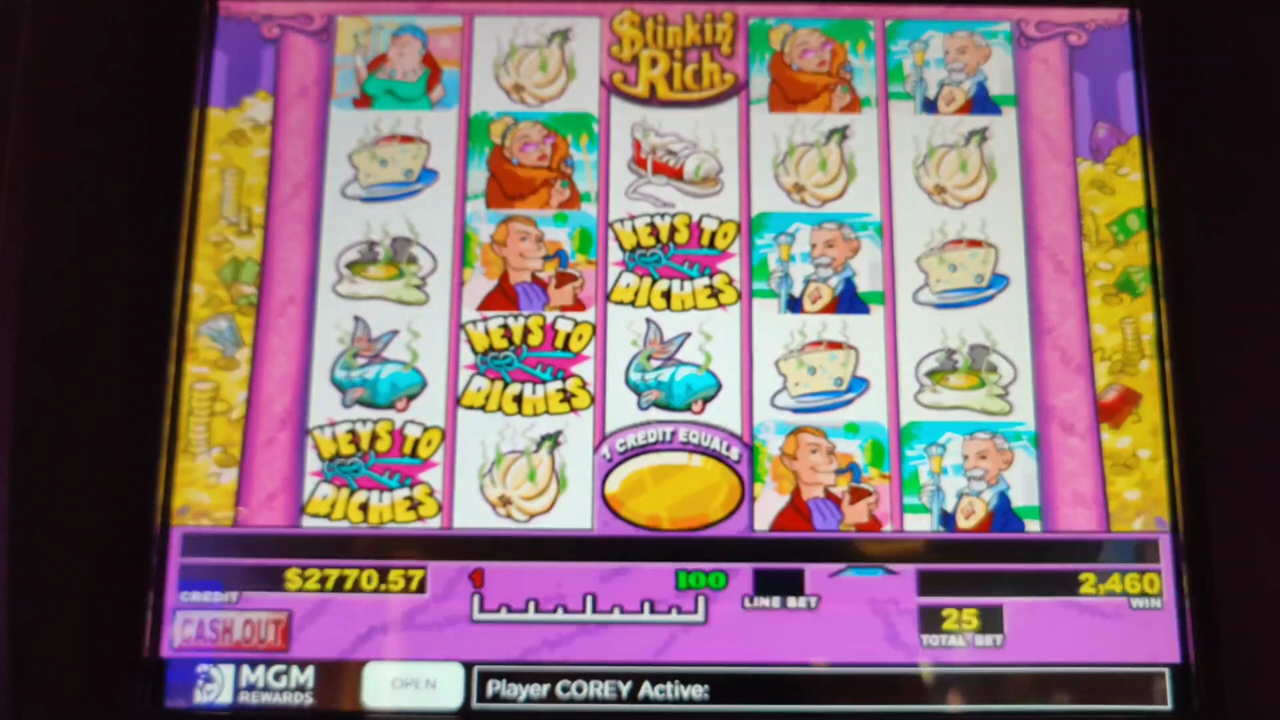 $tinkin'
Rich
KEYS TO
RICHES
KEYS TO
RICHES
KEYS TO
RICHES
1 CREDIT EQUALS
$2770.57
CREDIT
1
100
LINE BET
2,460
WIN
25
TOTAL BET
CASH OUT
MGM
REWARDS
OPEN
Player COREY Active: